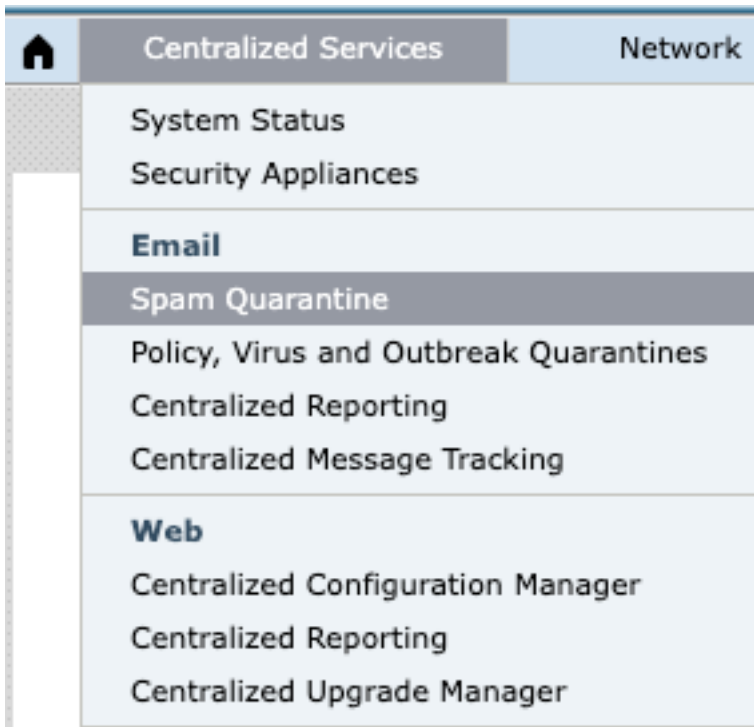 Centralized Services Network
System Status
Security Appliances
Email
Spam Quarantine
Policy, Virus and Outbreak Quarantines
Centralized Reporting
Centralized Message Tracking
Web
Centralized Configuration Manager
Centralized Reporting
Centralized Upgrade Manager